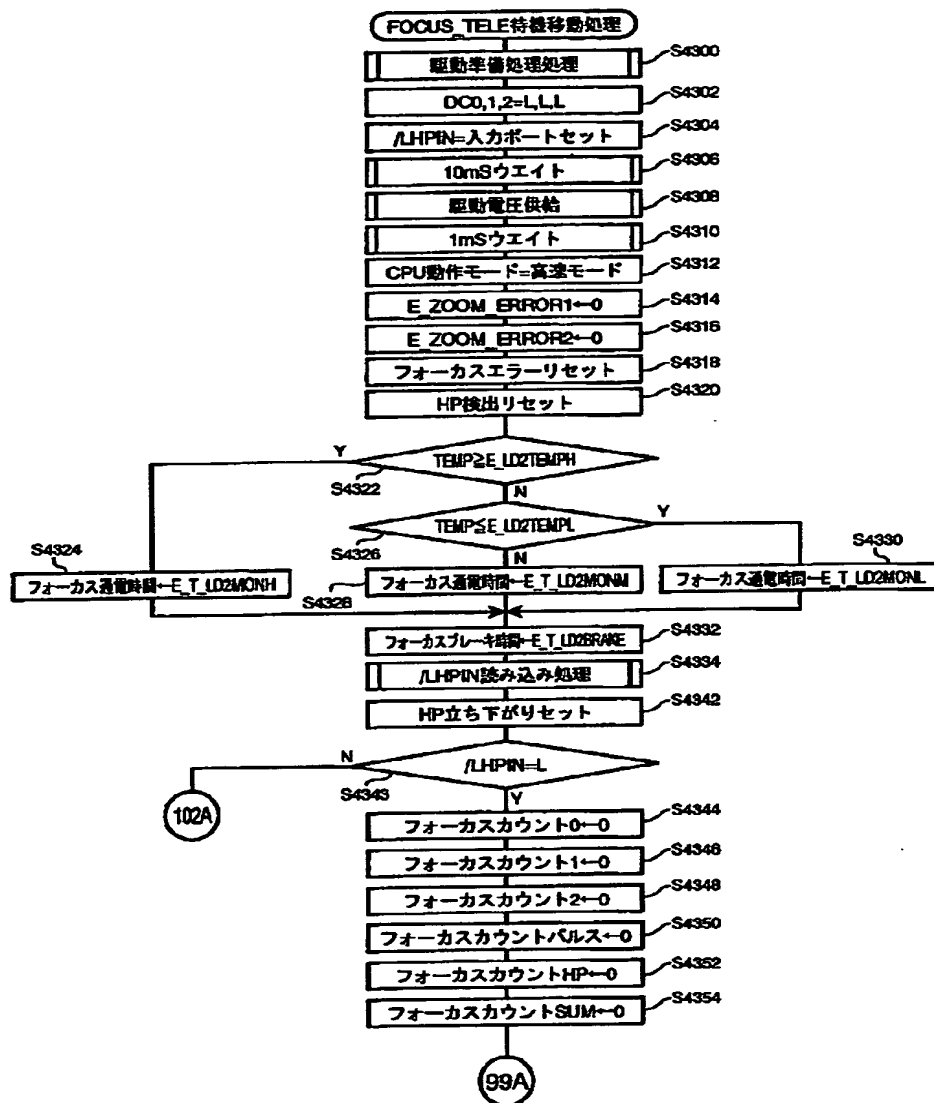 FOCUS_TELE待機移動処理
駆動準備処理処理
S4300
DC0,1,2=L,L,L
S4302
/LHPIN=入力ポートセット
S4304
10mSウエイト
S4306
駆動電圧供給
S4308
1mSウエイト
S4310
CPU動作モード=高速モード
S4312
E_ZOOM_ERROR1←0
S4314
E_ZOOM_ERROR2←0
S4316
フォーカスエラーリセット
S4318
HP検出リセット
S4320
Y
TEMP≧E_LD2TEMPH
S4322
N
TEMP≦E_LD2TEMPL
Y
S4326
N
S4324
フォーカス通電時間←E_T_LD2MONH
フォーカス通電時間←E_T_LD2MONM
S4328
S4330
フォーカス通電時間←E_T_LD2MONL
フォーカスブレーキ時間←E_T_LD2BRAKE
S4332
/LHPIN読み込み処理
S4334
HP立ち下がりセット
S4342
N
/LHPIN=L
S4343
Y
102A
フォーカスカウント0←0
S4344
フォーカスカウント1←0
S4346
フォーカスカウント2←0
S4348
フォーカスカウントパルス←0
S4350
フォーカスカウントHP←0
S4352
フォーカスカウントSUM←0
S4354
99A